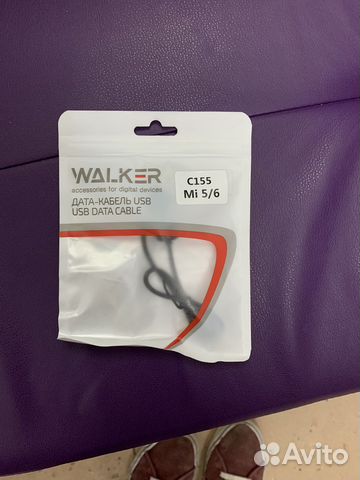 WALKER
accessories for digital devices
ДАТА-КАБЕЛЬ USB
USB DATA CABLE
C155
Mi 5/6
Avito